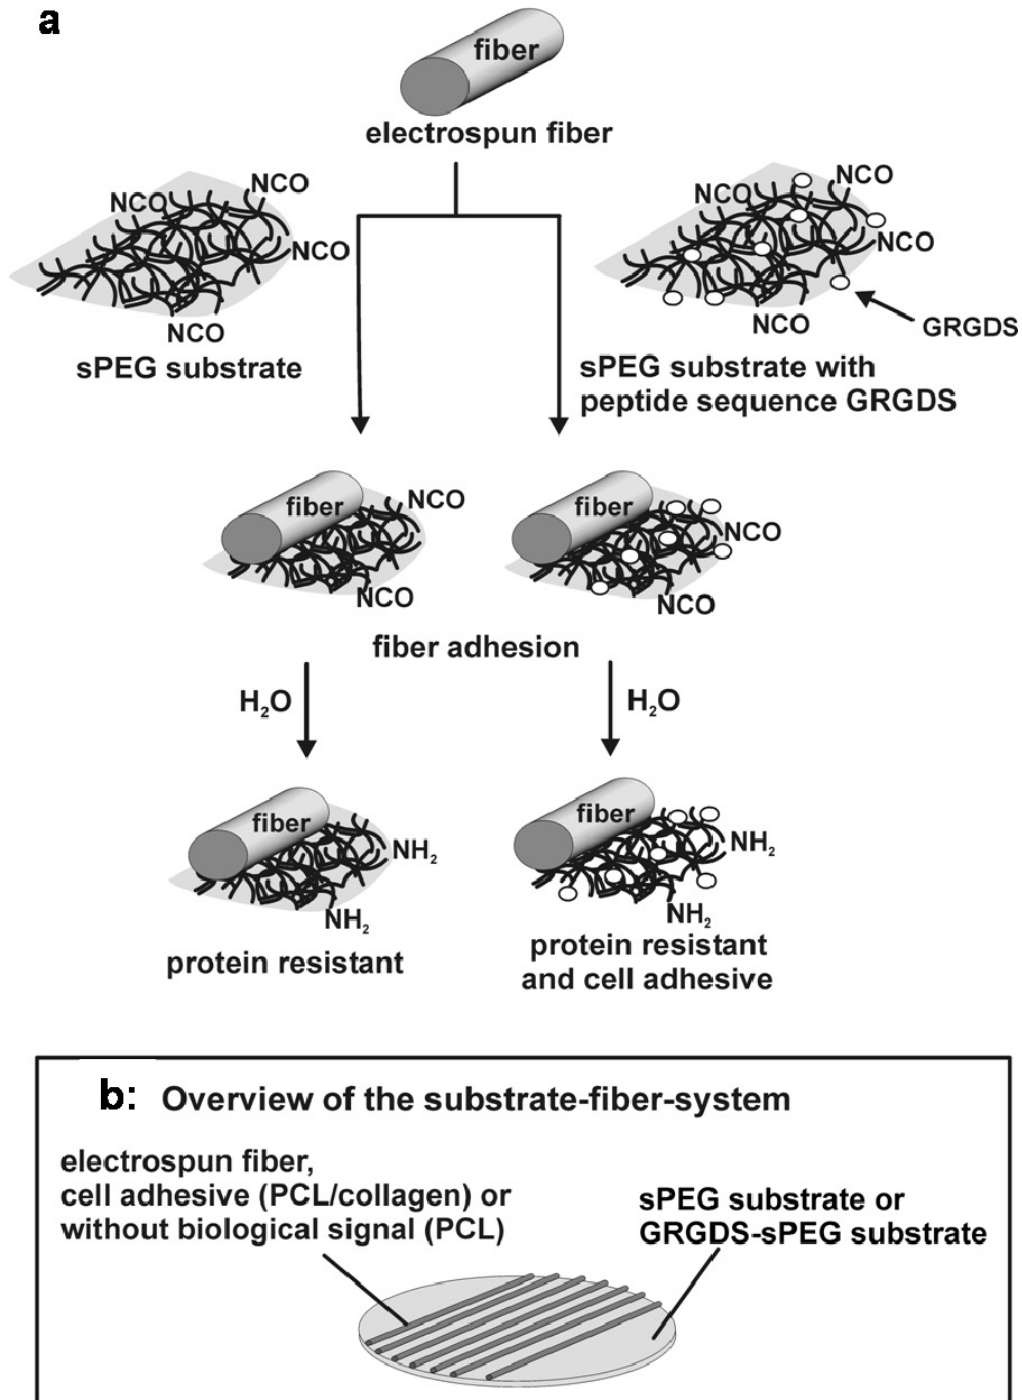 a
fiber
electrospun fiber
NCO
NCO
NCO
NCO
sPEG substrate
NCO
NCO
NCO
NCO
GRGDS
sPEG substrate with
peptide sequence GRGDS
fiber
NCO
NCO
fiber
NCO
NCO
fiber adhesion
H₂O
H₂O
fiber
NH₂
NH₂
protein resistant
fiber
NH₂
NH₂
protein resistant
and cell adhesive
b: Overview of the substrate-fiber-system
electrospun fiber,
cell adhesive (PCL/collagen) or
without biological signal (PCL)
sPEG substrate or
GRGDS-sPEG substrate